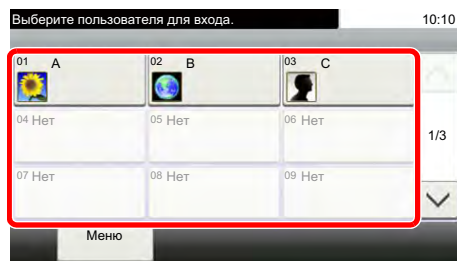 Выберите пользователя для входа. 10:10
01 A 02 B 03 C
04 Нет 05 Нет 06 Нет
1/3
07 Нет 08 Нет 09 Нет
Меню